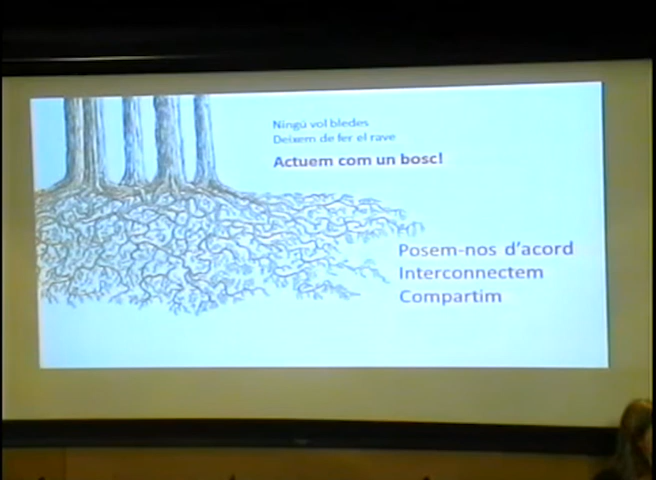 Ningú vol bledes
Deixem de fer el rave
Actuem com un bosc!
Posem-nos d'acord
Interconnectem
Compartim